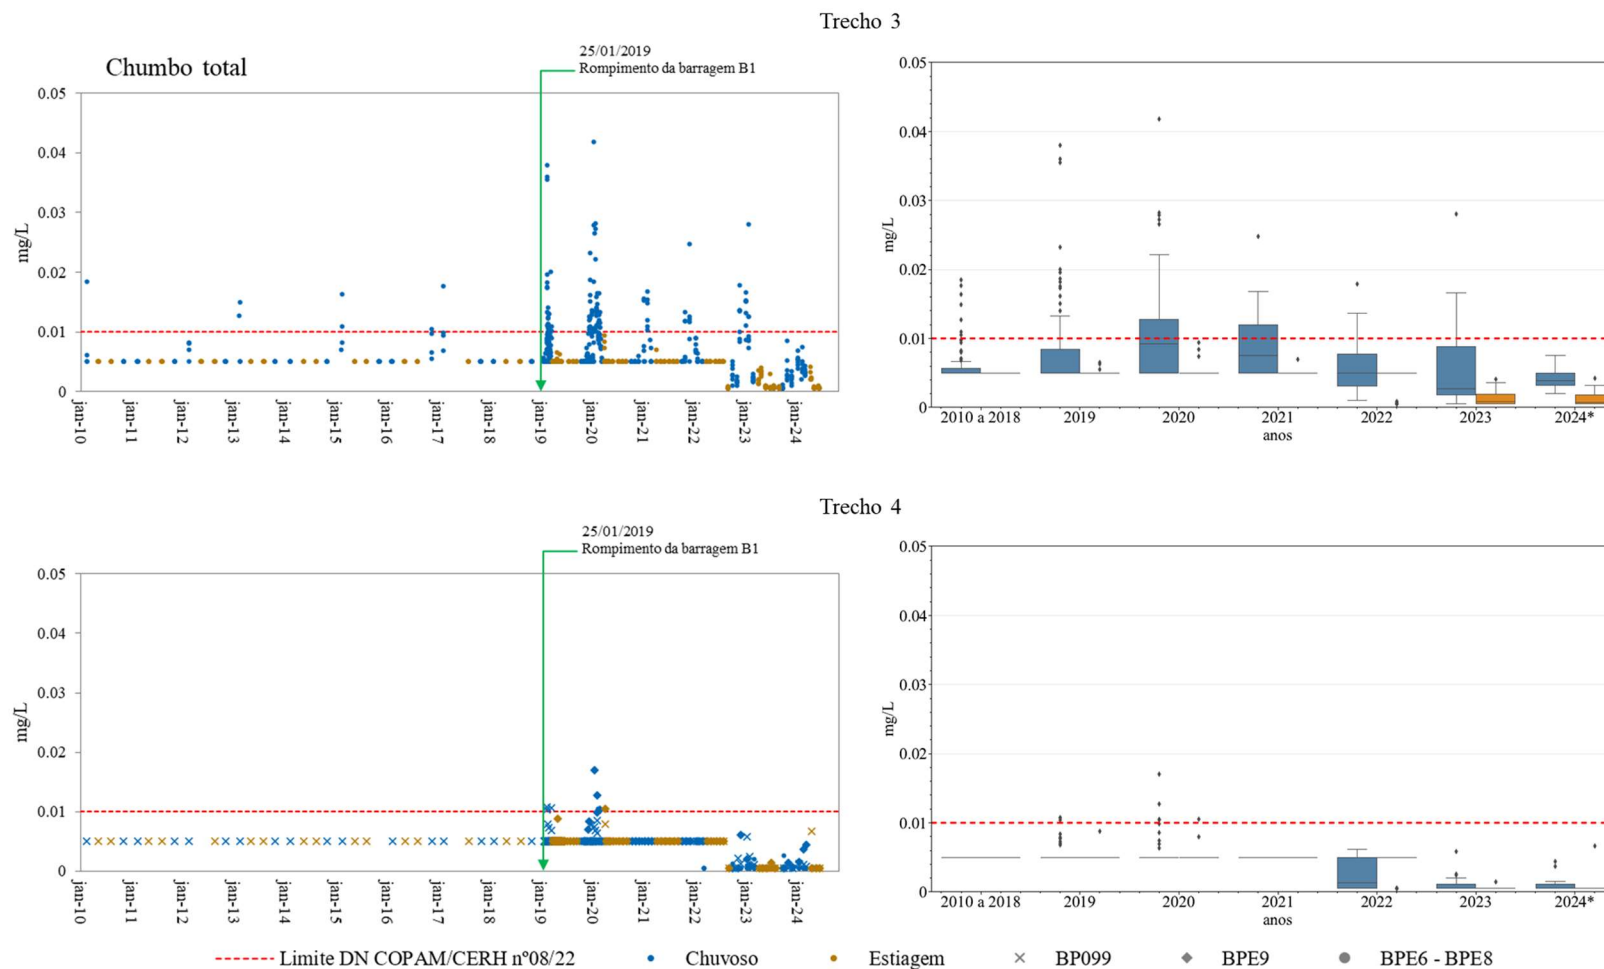 Trecho 3
25/01/2019
Rompimento da barragem B1
Chumbo total
0.05
0.04
0.03
0.02
0.01
0
mg/L
jan-10
jan-11
jan-12
jan-13
jan-14
jan-15
jan-16
jan-17
jan-18
jan-19
jan-20
jan-21
jan-22
jan-23
jan-24
0.05
0.04
0.03
0.02
0.01
0
mg/L
2010 a 2018 2019 2020 2021 2022 2023 2024*
anos
Trecho 4
25/01/2019
Rompimento da barragem B1
0.05
0.04
0.03
0.02
0.01
0
mg/L
jan-10
jan-11
jan-12
jan-13
jan-14
jan-15
jan-16
jan-17
jan-18
jan-19
jan-20
jan-21
jan-22
jan-23
jan-24
0.05
0.04
0.03
0.02
0.01
0
mg/L
2010 a 2018 2019 2020 2021 2022 2023 2024*
anos
Limite DN COPAM/CERH nº08/22 Chuvoso Estiagem BP099 BPE9 BPE6 - BPE8